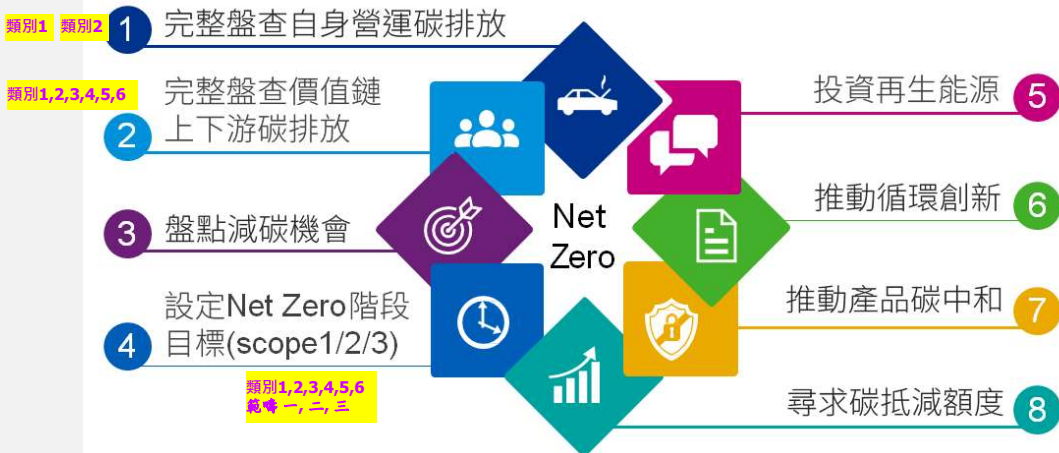 類別1 類別2
1 完整盤查自身營運碳排放
類別1,2,3,4,5,6
2 完整盤查價值鏈
上下游碳排放
3 盤點減碳機會
4 設定Net Zero階段
目標(scope1/2/3)
類別1,2,3,4,5,6
範疇 一, 二, 三
Net
Zero
投資再生能源 5
推動循環創新 6
推動產品碳中和 7
尋求碳抵減額度 8